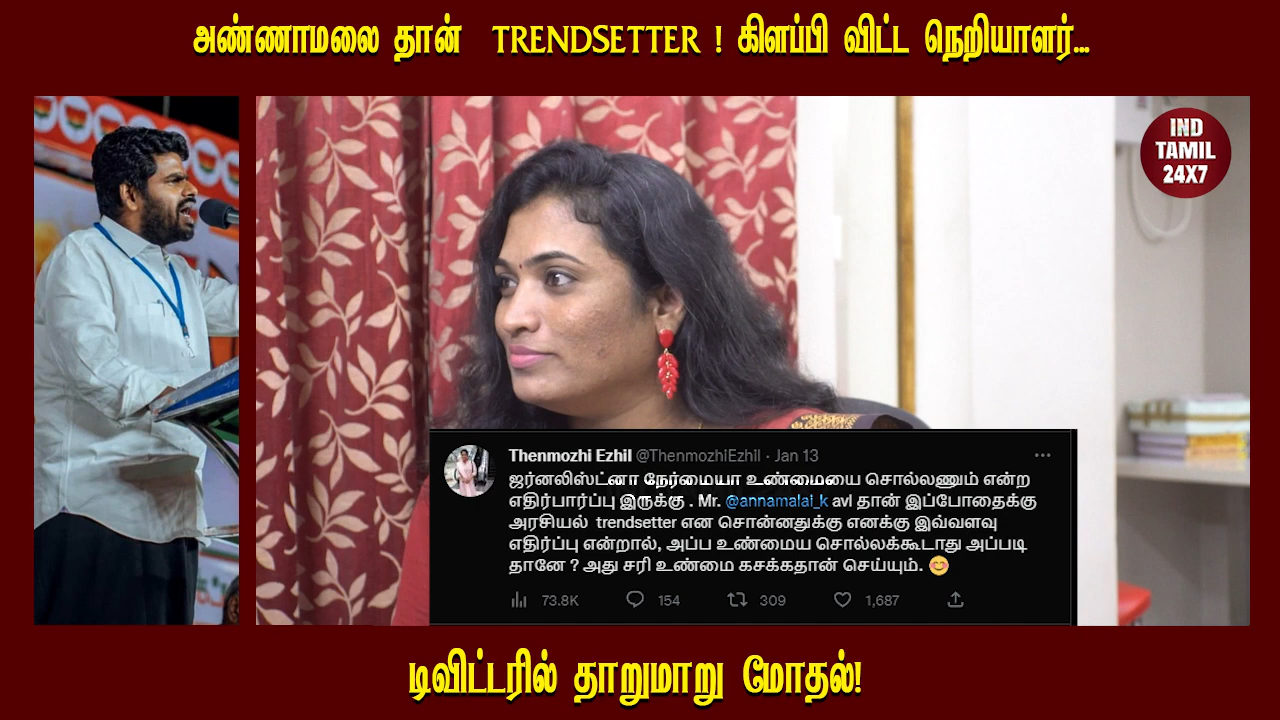 அண்ணாமலை தான் TRENDSETTER ! கிளப்பி விட்ட நெறியாளர்...
IND
TAMIL
24X7
Thenmozhi Ezhil @ThenmozhiEzhil · Jan 13
ஜர்னலிஸ்ட்னா நேர்மையா உண்மையை சொல்லணும் என்ற
எதிர்பார்ப்பு இருக்கு . Mr. @annamalai_k avl தான் இப்போதைக்கு
அரசியல் trendsetter என சொன்னதுக்கு எனக்கு இவ்வளவு
எதிர்ப்பு என்றால், அப்ப உண்மைய சொல்லக்கூடாது அப்படி
தானே ? அது சரி உண்மை கசக்கதான் செய்யும். 😊
73.8K 154 309 1,687
டிவிட்டரில் தாறுமாறு மோதல்!